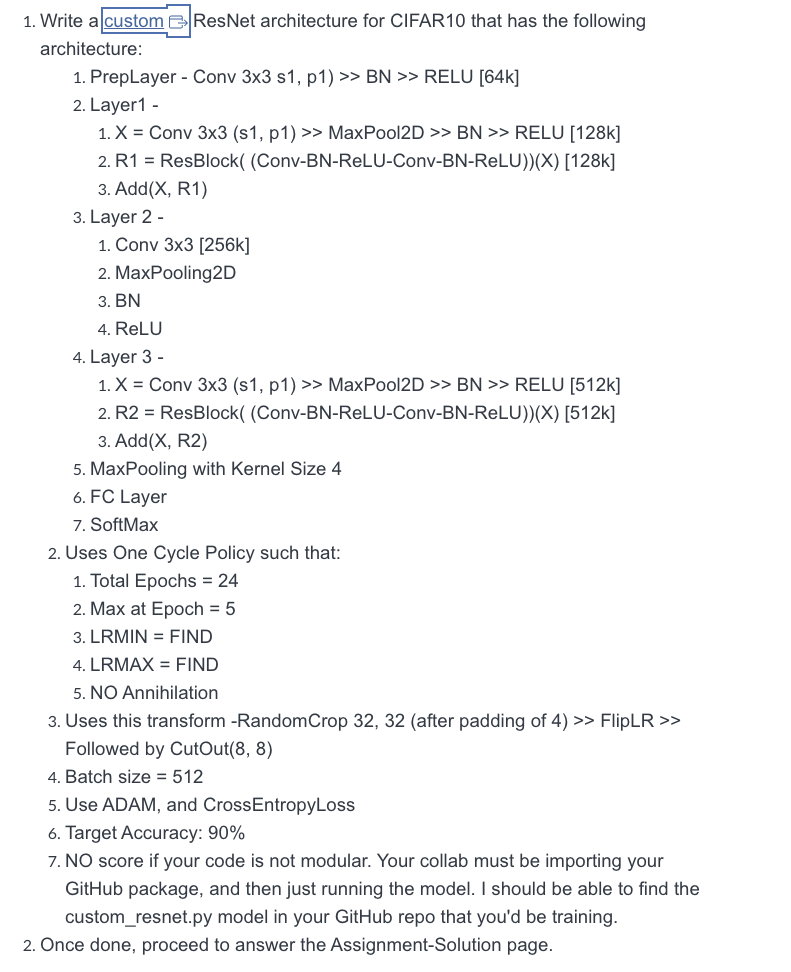 1. Write a custom ResNet architecture for CIFAR10 that has the following
architecture:
1. PrepLayer - Conv 3x3 s1, p1) >> BN >> RELU [64k]
2. Layer1 -
1. X = Conv 3x3 (s1, p1) >> MaxPool2D >> BN >> RELU [128k]
2. R1 = ResBlock( (Conv-BN-ReLU-Conv-BN-ReLU))(X) [128k]
3. Add(X, R1)
3. Layer 2 -
1. Conv 3x3 [256k]
2. MaxPooling2D
3. BN
4. ReLU
4. Layer 3 -
1. X = Conv 3x3 (s1, p1) >> MaxPool2D >> BN >> RELU [512k]
2. R2 = ResBlock( (Conv-BN-ReLU-Conv-BN-ReLU))(X) [512k]
3. Add(X, R2)
5. MaxPooling with Kernel Size 4
6. FC Layer
7. SoftMax
2. Uses One Cycle Policy such that:
1. Total Epochs = 24
2. Max at Epoch = 5
3. LRMIN = FIND
4. LRMAX = FIND
5. NO Annihilation
3. Uses this transform -RandomCrop 32, 32 (after padding of 4) >> FlipLR >>
Followed by CutOut(8, 8)
4. Batch size = 512
5. Use ADAM, and CrossEntropyLoss
6. Target Accuracy: 90%
7. NO score if your code is not modular. Your collab must be importing your
GitHub package, and then just running the model. I should be able to find the
custom_resnet.py model in your GitHub repo that you'd be training.
2. Once done, proceed to answer the Assignment-Solution page.